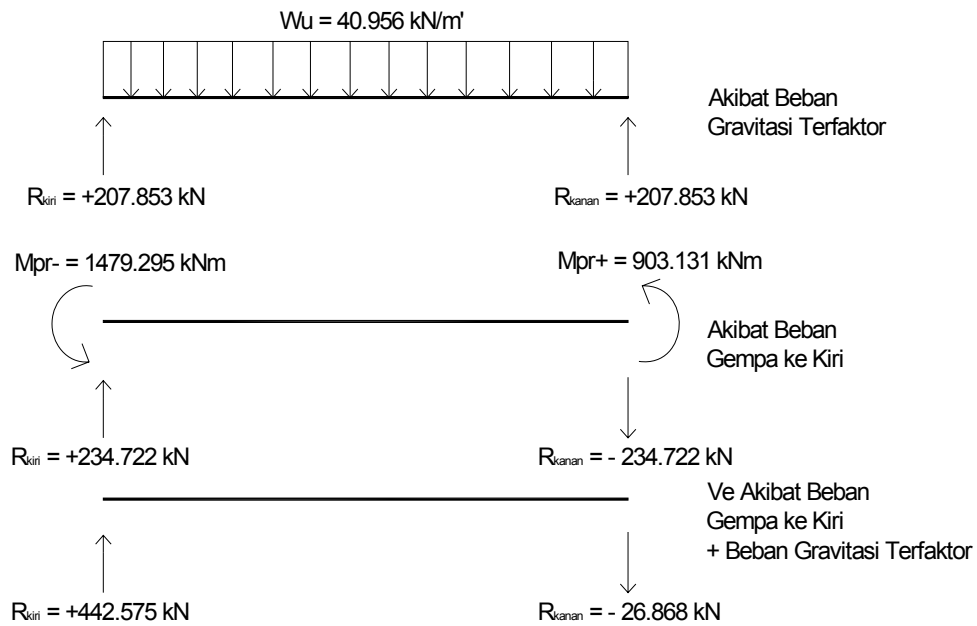 Wu = 40.956 kN/m'
Akibat Beban
Gravitasi Terfaktor
Rkiri = +207.853 kN
Rkanan = +207.853 kN
Mpr- = 1479.295 kNm
Mpr+ = 903.131 kNm
Akibat Beban
Gempa ke Kiri
Rkiri = +234.722 kN
Rkanan = - 234.722 kN
Ve Akibat Beban
Gempa ke Kiri
+ Beban Gravitasi Terfaktor
Rkiri = +442.575 kN
Rkanan = - 26.868 kN